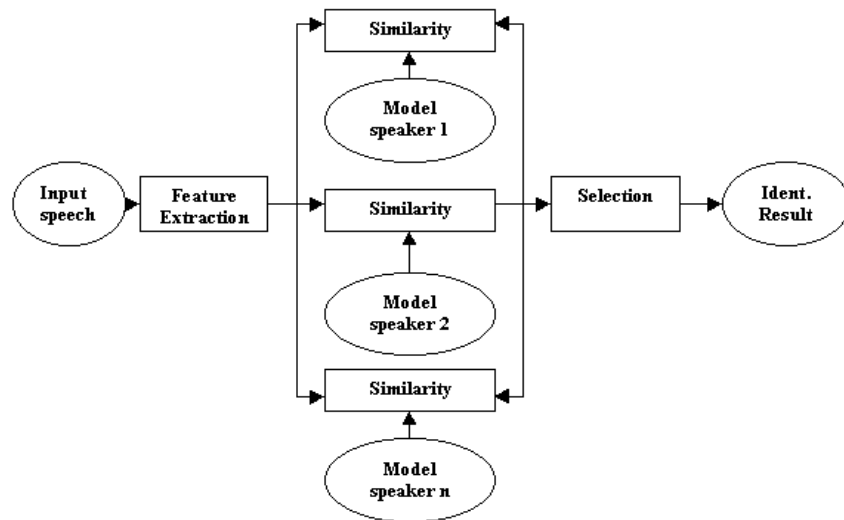 Similarity
Model
speaker 1
Input
speech
Feature
Extraction
Similarity
Selection
Ident.
Result
Model
speaker 2
Similarity
Model
speaker n